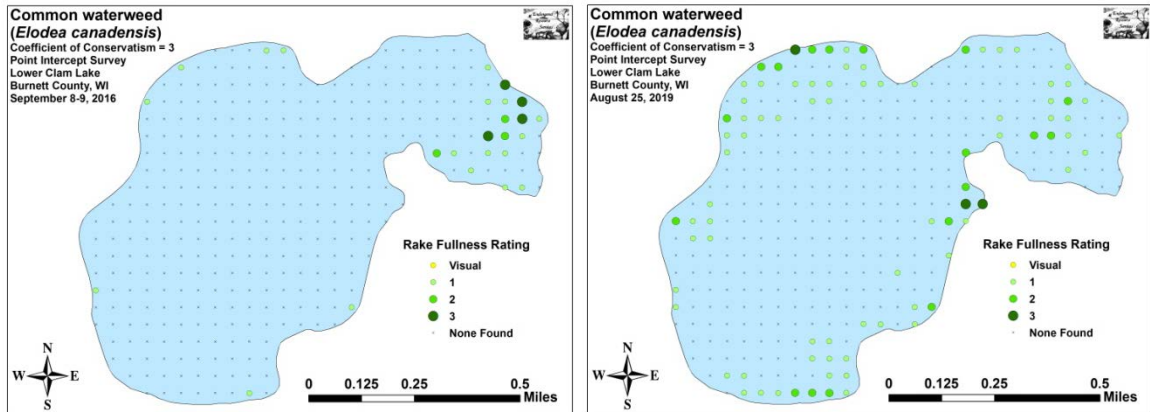 Common waterweed
(Elodea canadensis)
Coefficient of Conservatism = 3
Point Intercept Survey
Lower Clam Lake
Burnett County, WI
September 8-9, 2016
Rake Fullness Rating
Visual
1
2
3
None Found
N
W E
S
0 0.125 0.25 0.5
Miles
Common waterweed
(Elodea canadensis)
Coefficient of Conservatism = 3
Point Intercept Survey
Lower Clam Lake
Burnett County, WI
August 25, 2019
Rake Fullness Rating
Visual
1
2
3
None Found
N
W E
S
0 0.125 0.25 0.5
Miles